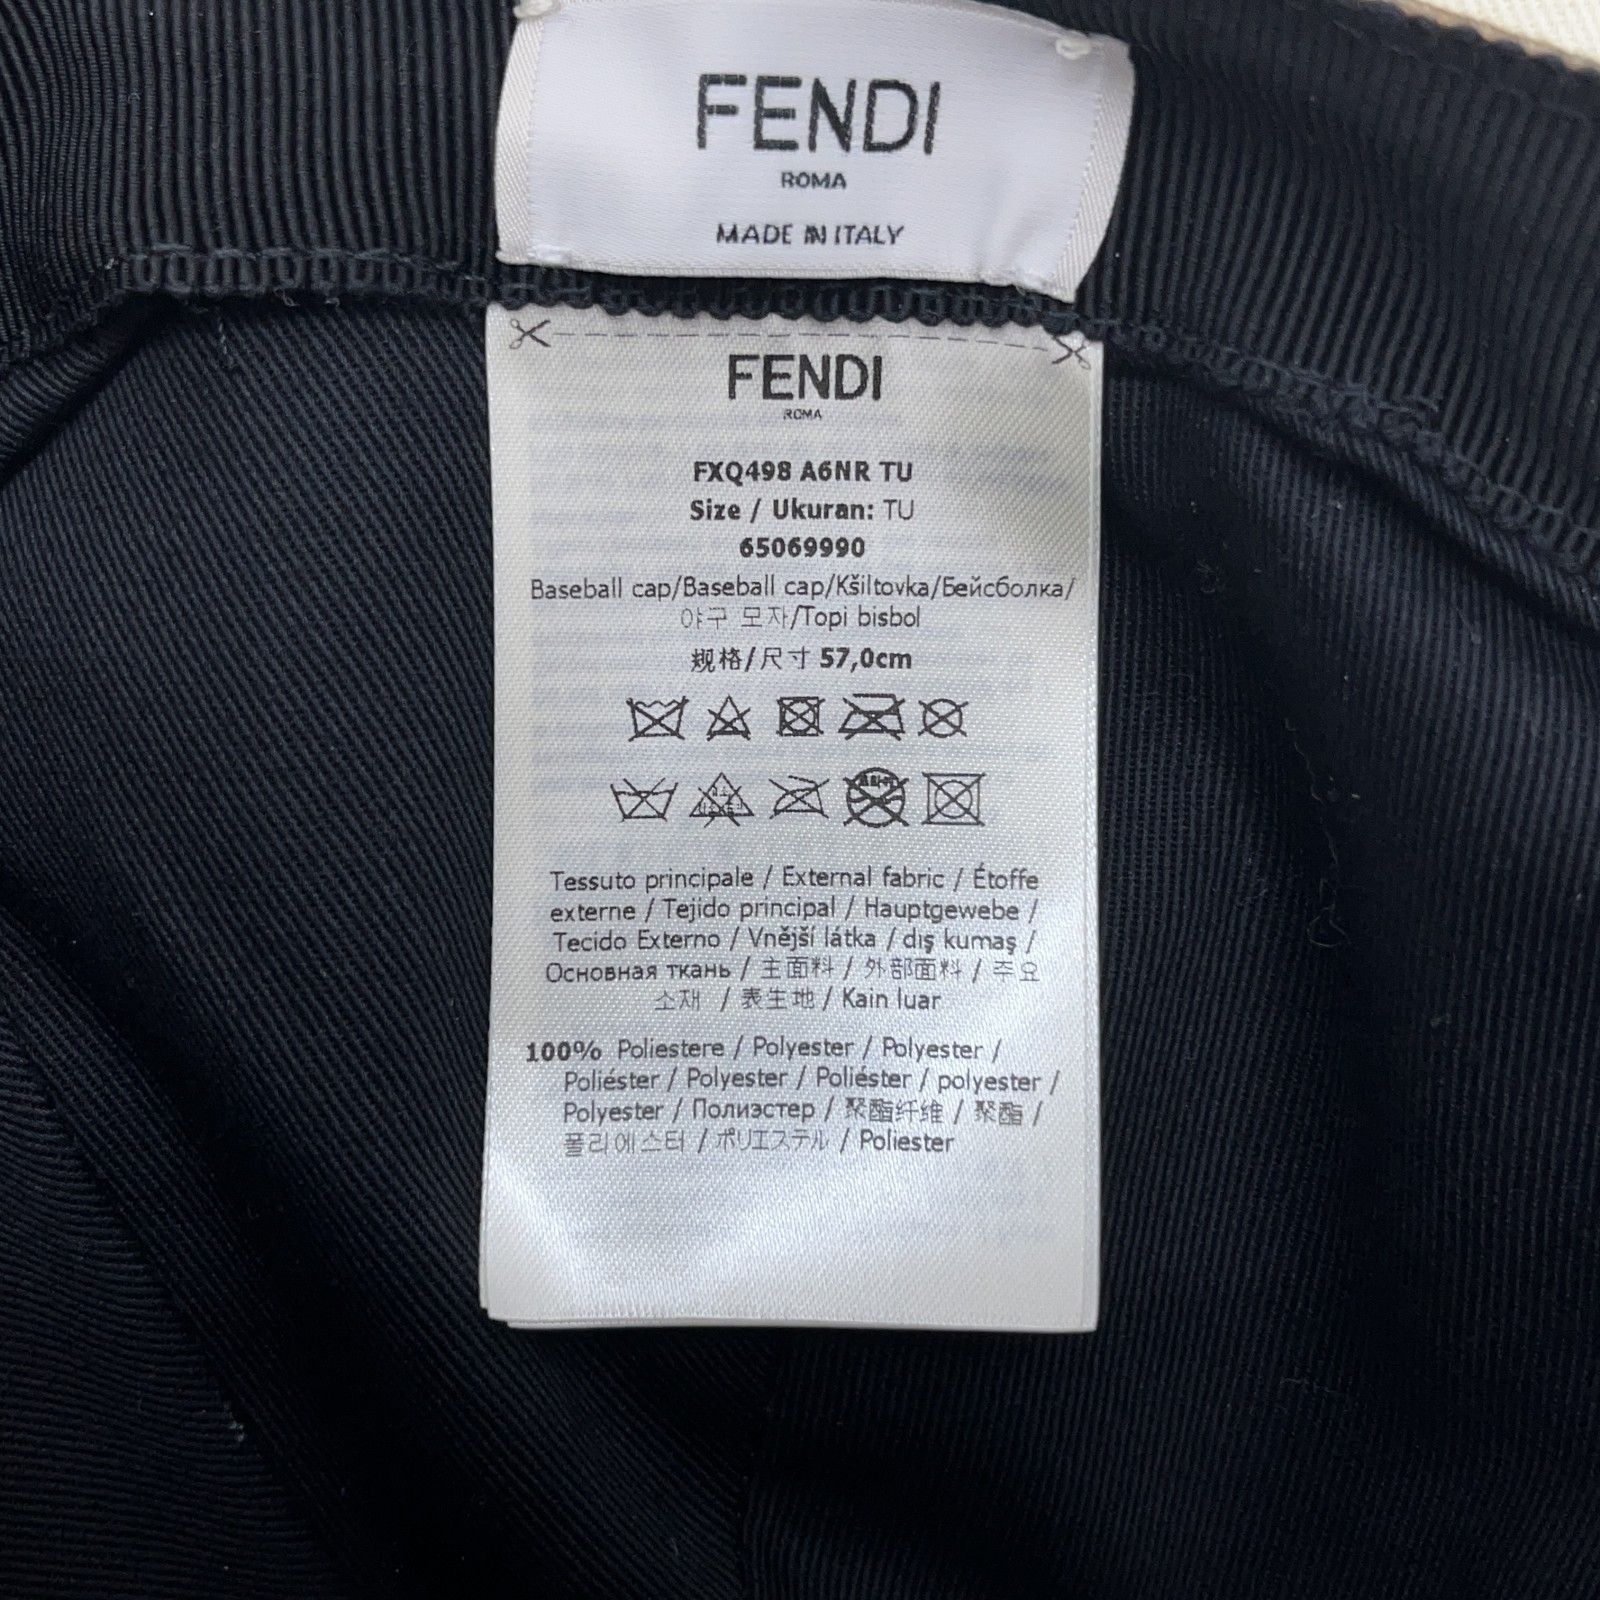 FENDI
ROMA
MADE IN ITALY
FENDI
ROMA
FXQ498 A6NR TU
Size / Ukuran: TU
65069990
Baseball cap/Baseball cap/Kšiltovka/Бейсболка/
야구 모자/Topi bisbol
规格/尺寸 57,0cm
Tessuto principale / External fabric / Étoffe
externe / Tejido principal / Hauptgewebe /
Tecido Externo / Vnější látka / dış kumaş /
Основная ткань / 主面料 / 外部面料 / 주요
소재 / 表生地 / Kain luar
100% Poliestere / Polyester / Polyester /
Poliéster / Polyester / Poliéster / polyester /
Polyester / Полиэстер / 聚酯纤维 / 聚酯 /
폴리에스터 / ポリエステル / Poliester